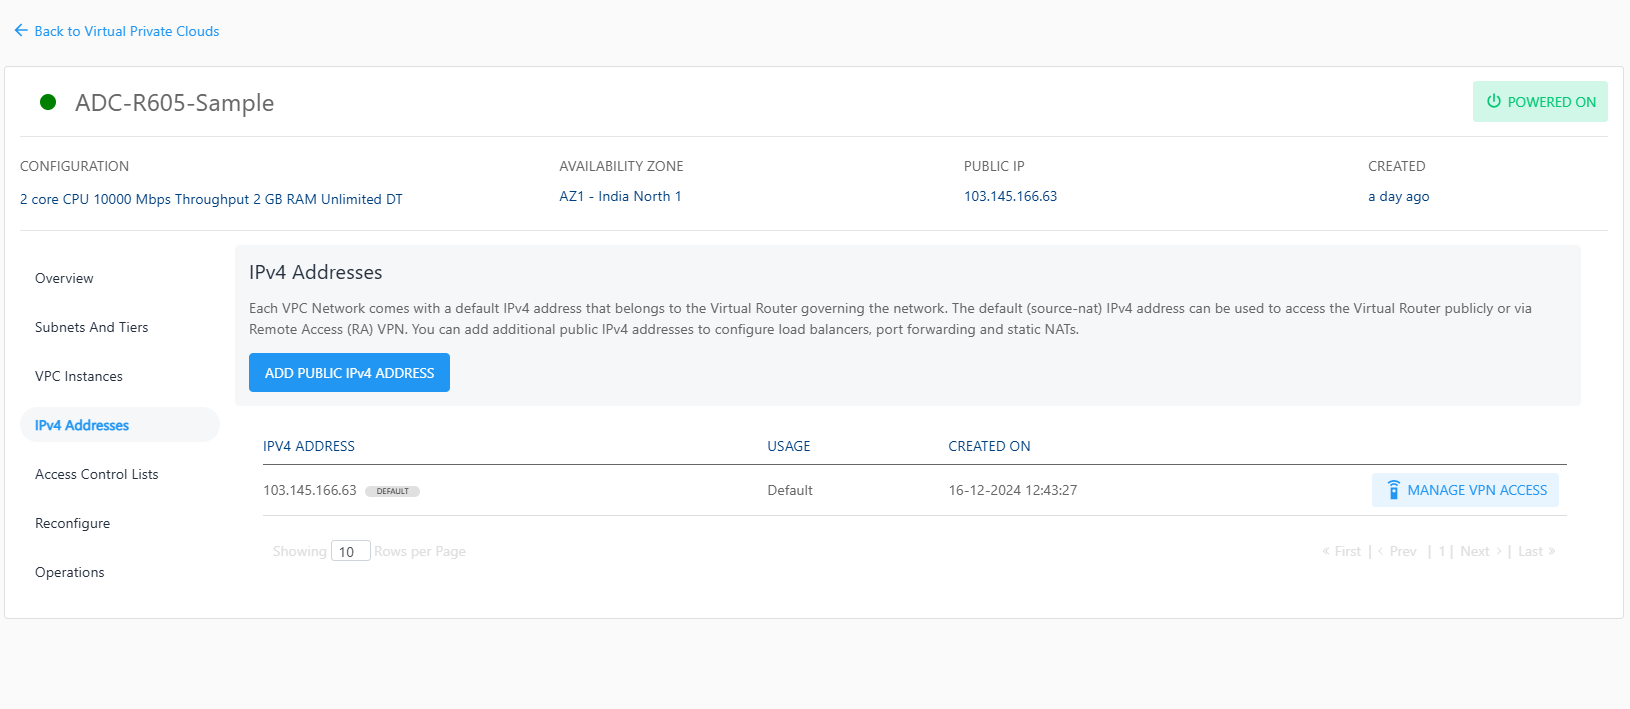 Back to Virtual Private Clouds
ADC-R605-Sample
POWERED ON
CONFIGURATION
2 core CPU 10000 Mbps Throughput 2 GB RAM Unlimited DT
AVAILABILITY ZONE
AZ1 - India North 1
PUBLIC IP
103.145.166.63
CREATED
a day ago
Overview
Subnets And Tiers
VPC Instances
IPv4 Addresses
Access Control Lists
Reconfigure
Operations
IPv4 Addresses
Each VPC Network comes with a default IPv4 address that belongs to the Virtual Router governing the network. The default (source-nat) IPv4 address can be used to access the Virtual Router publicly or via
Remote Access (RA) VPN. You can add additional public IPv4 addresses to configure load balancers, port forwarding and static NATs.
ADD PUBLIC IPv4 ADDRESS
IPV4 ADDRESS USAGE CREATED ON
103.145.166.63 DEFAULT Default 16-12-2024 12:43:27 MANAGE VPN ACCESS
Showing 10 Rows per Page
« First | ‹ Prev | 1 | Next › | Last »